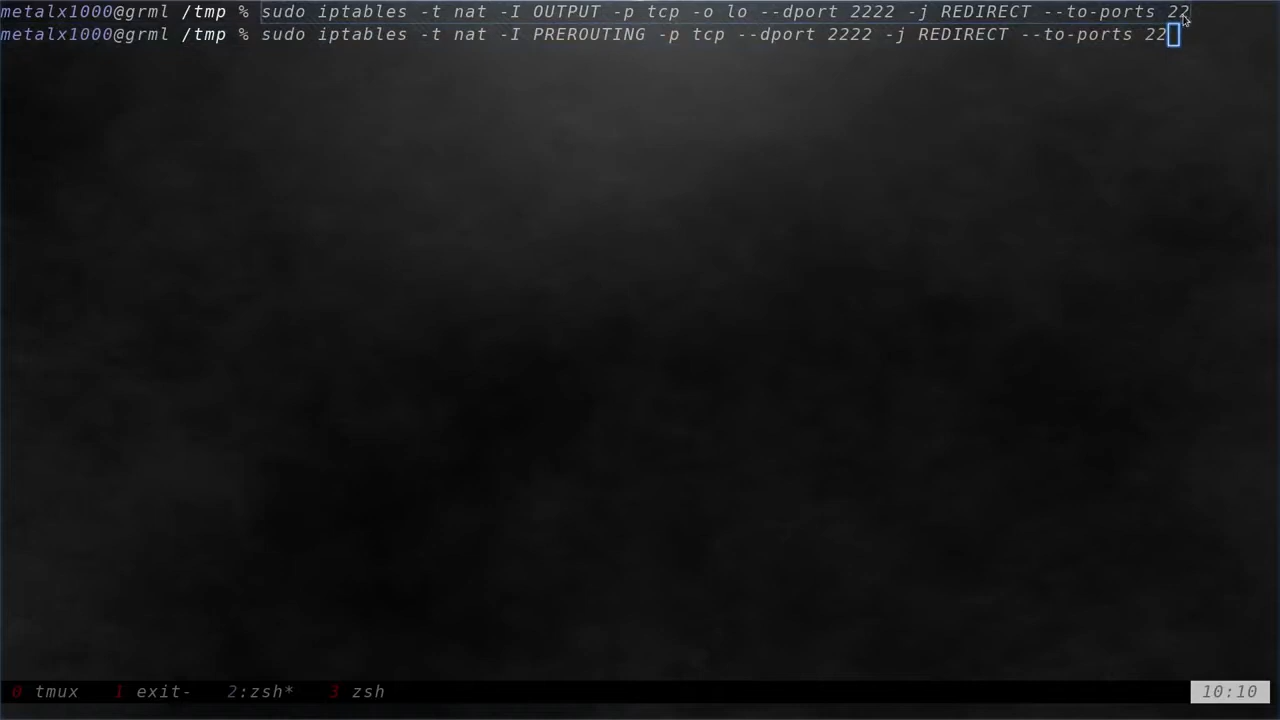 metalx1000@grml /tmp % sudo iptables -t nat -I OUTPUT -p tcp -o lo --dport 2222 -j REDIRECT --to-ports 22
metalx1000@grml /tmp % sudo iptables -t nat -I PREROUTING -p tcp --dport 2222 -j REDIRECT --to-ports 22
0 tmux 1 exit- 2:zsh* 3 zsh 10:10